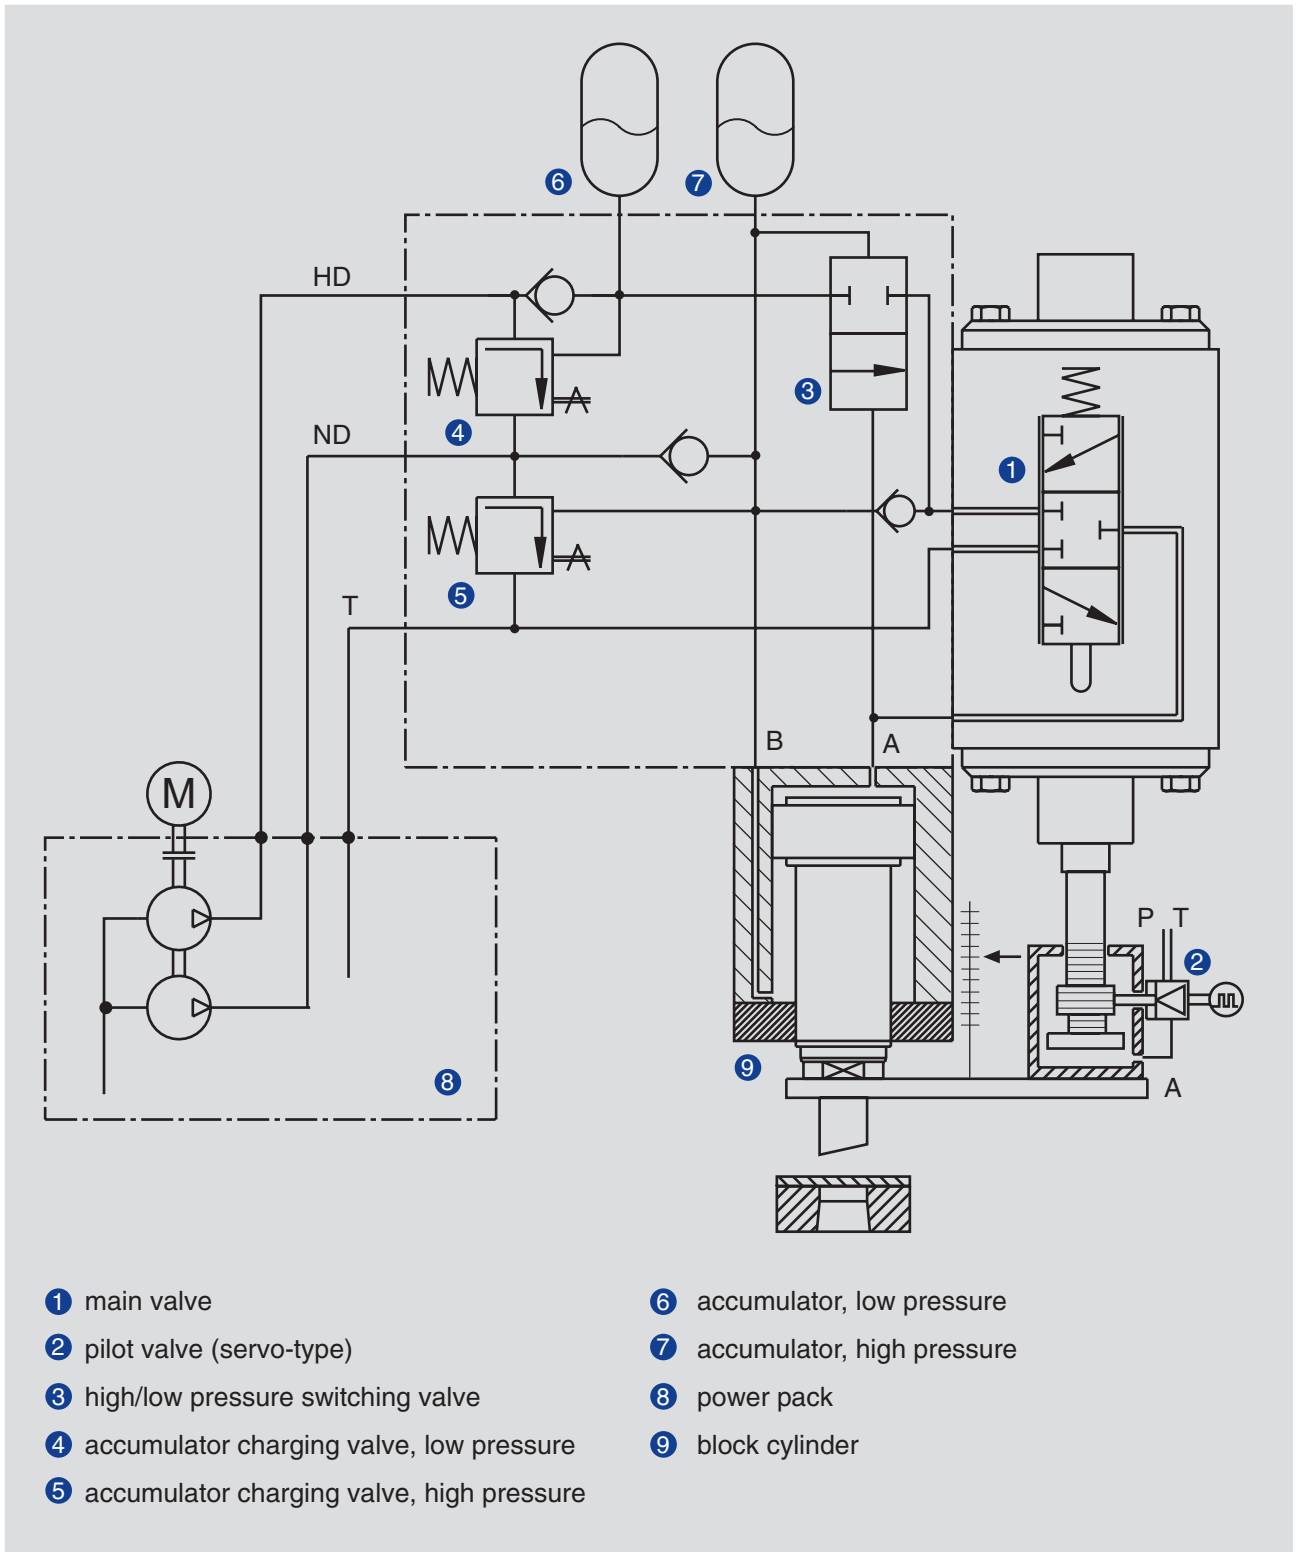 6
7
HD
3
ND
4
1
T
5
B
A
M
P T
2
9
8
A
1 main valve
2 pilot valve (servo-type)
3 high/low pressure switching valve
4 accumulator charging valve, low pressure
5 accumulator charging valve, high pressure
6 accumulator, low pressure
7 accumulator, high pressure
8 power pack
9 block cylinder